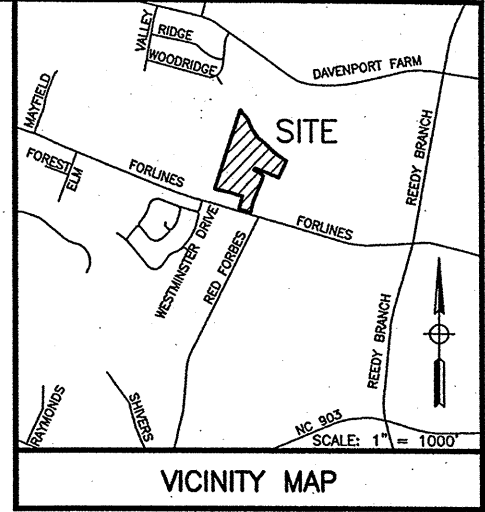 VALLEY
RIDGE
WOODRIDGE
DAVENPORT FARM
MAYFIELD
SITE
REEDY BRANCH
FOREST
ELM
FORLINES
FORLINES
WESTMINSTER DRIVE
RED FORBES
REEDY BRANCH
RAYMONDS
SHIVERS
NC 903
SCALE: 1" = 1000'
VICINITY MAP